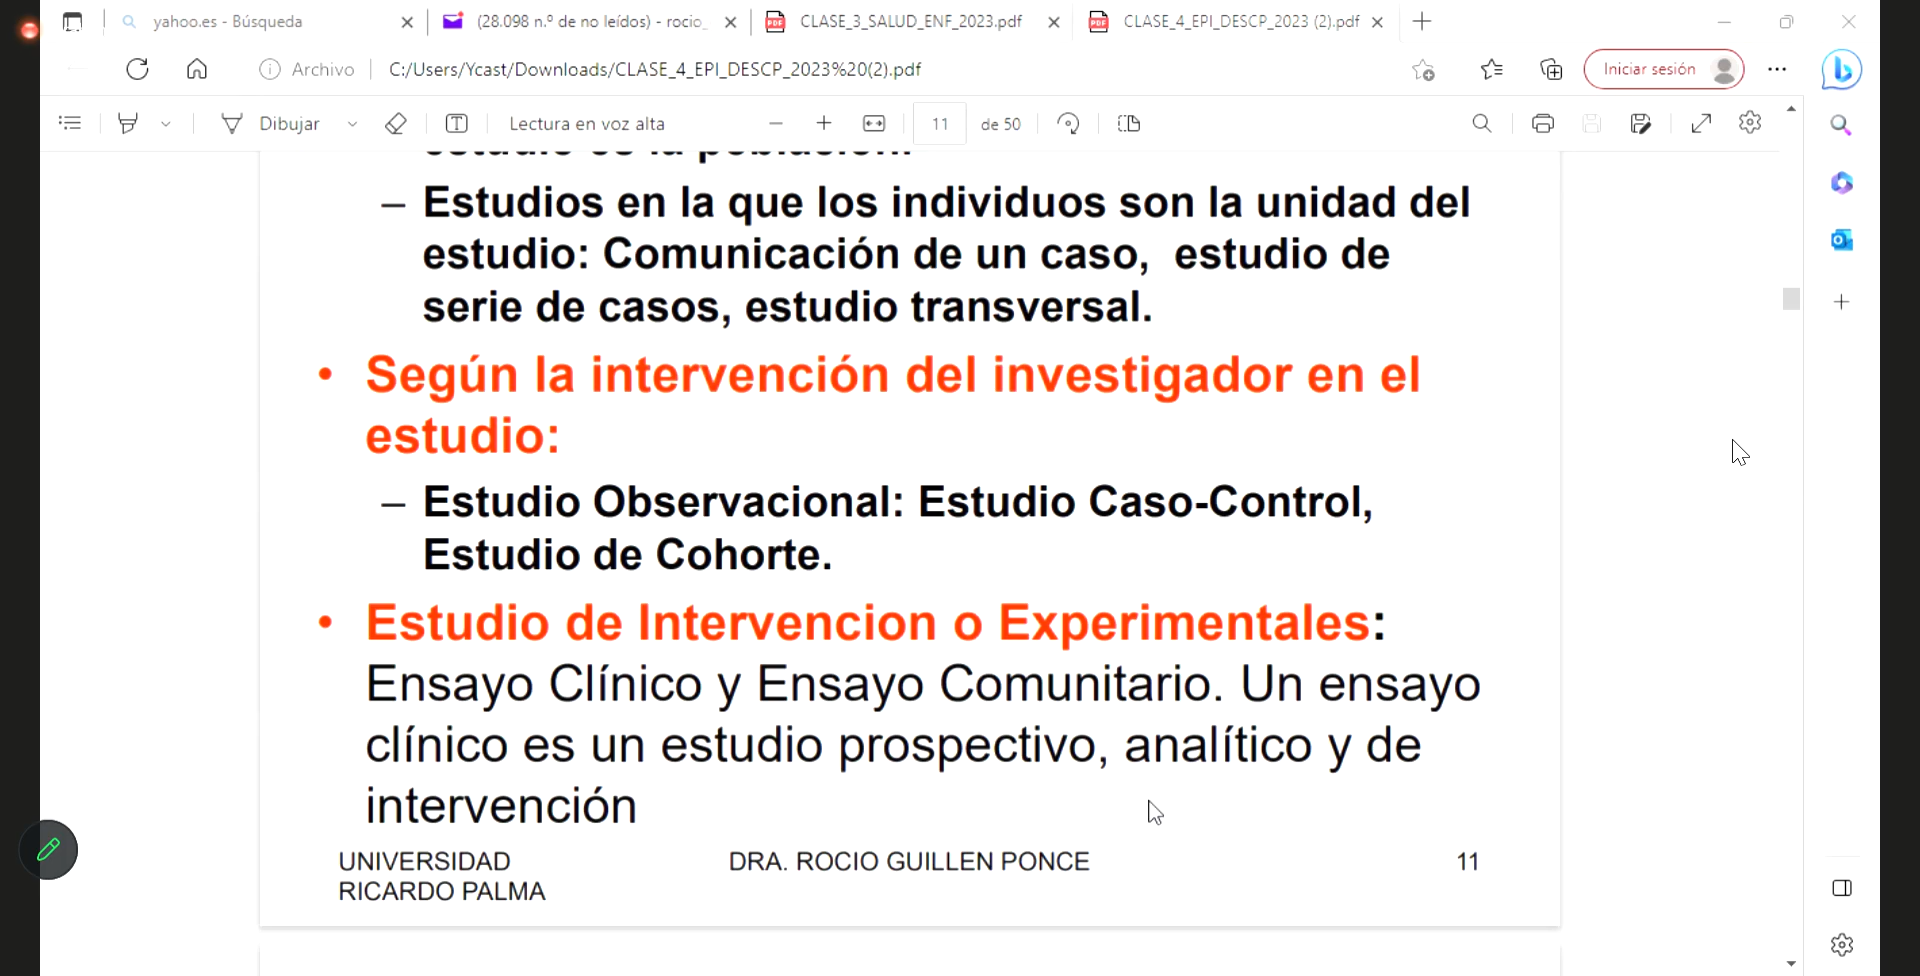 yahoo.es - Búsqueda
(28.098 n.º de no leídos) - rocio_
CLASE_3_SALUD_ENF_2023.pdf
CLASE_4_EPI_DESCP_2023 (2).pdf
Archivo
C:/Users/Ycast/Downloads/CLASE_4_EPI_DESCP_2023%20(2).pdf
Iniciar sesión
Dibujar
Lectura en voz alta
11 de 50
estudio es la población.
– Estudios en la que los individuos son la unidad del
estudio: Comunicación de un caso, estudio de
serie de casos, estudio transversal.
• Según la intervención del investigador en el
estudio:
– Estudio Observacional: Estudio Caso-Control,
Estudio de Cohorte.
• Estudio de Intervencion o Experimentales:
Ensayo Clínico y Ensayo Comunitario. Un ensayo
clínico es un estudio prospectivo, analítico y de
intervención
UNIVERSIDAD
RICARDO PALMA
DRA. ROCIO GUILLEN PONCE
11